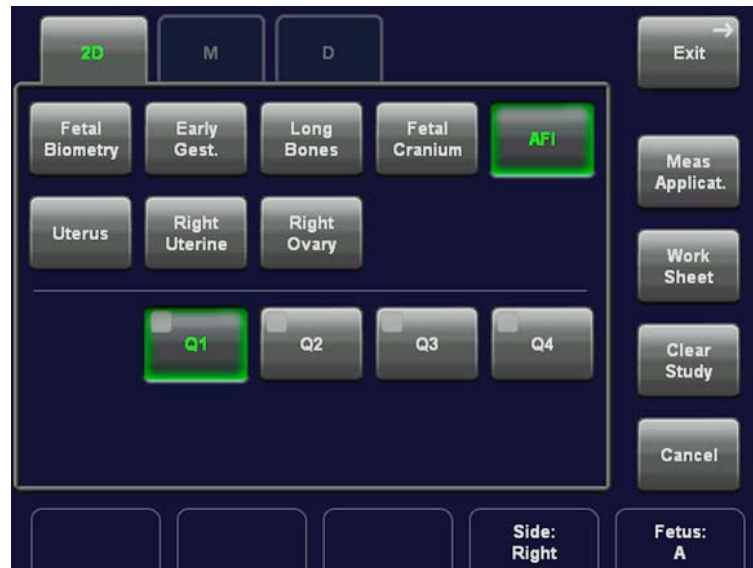 2D
M
D
Exit
Fetal
Biometry
Early
Gest.
Long
Bones
Fetal
Cranium
AFI
Meas
Applicat.
Uterus
Right
Uterine
Right
Ovary
Work
Sheet
Q1
Q2
Q3
Q4
Clear
Study
Cancel
Side:
Right
Fetus:
A